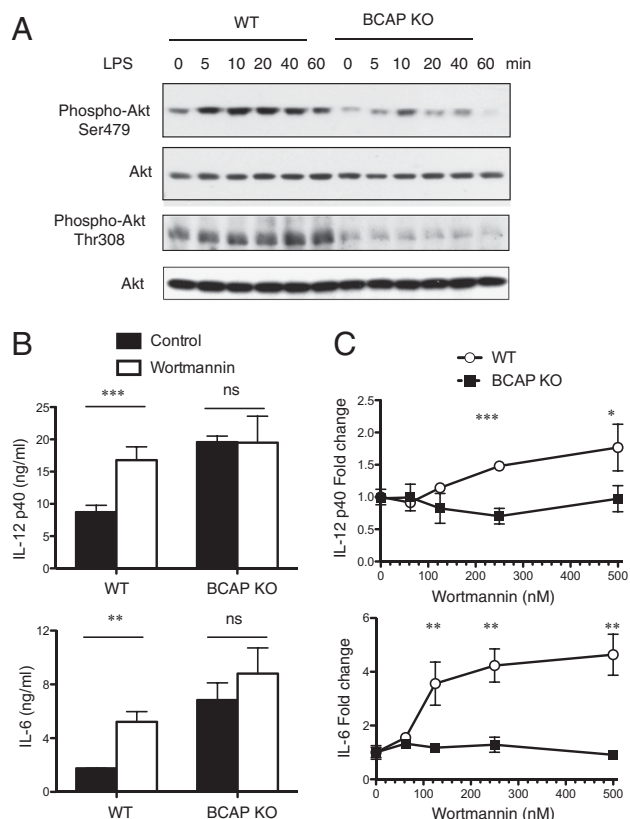 A
WT BCAP KO
LPS 0 5 10 20 40 60 0 5 10 20 40 60 min
Phospho-Akt
Ser479
Akt
Phospho-Akt
Thr308
Akt
B
Control
Wortmannin
*** ns
25
20
15
10
5
0
IL-12 p40 (ng/ml)
WT BCAP KO
** ns
12
8
4
0
IL-6 (ng/ml)
WT BCAP KO
C
WT
BCAP KO
*** *
2.5
2.0
1.5
1.0
0.5
0.0
IL-12 p40 Fold change
0 100 200 300 400 500
Wortmannin (nM)
** ** **
6
4
2
0
IL-6 Fold change
0 100 200 300 400 500
Wortmannin (nM)